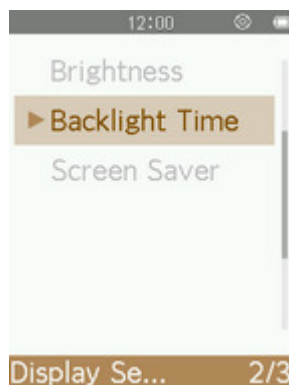 12:00
Brightness
Backlight Time
Screen Saver
Display Se... 2/3